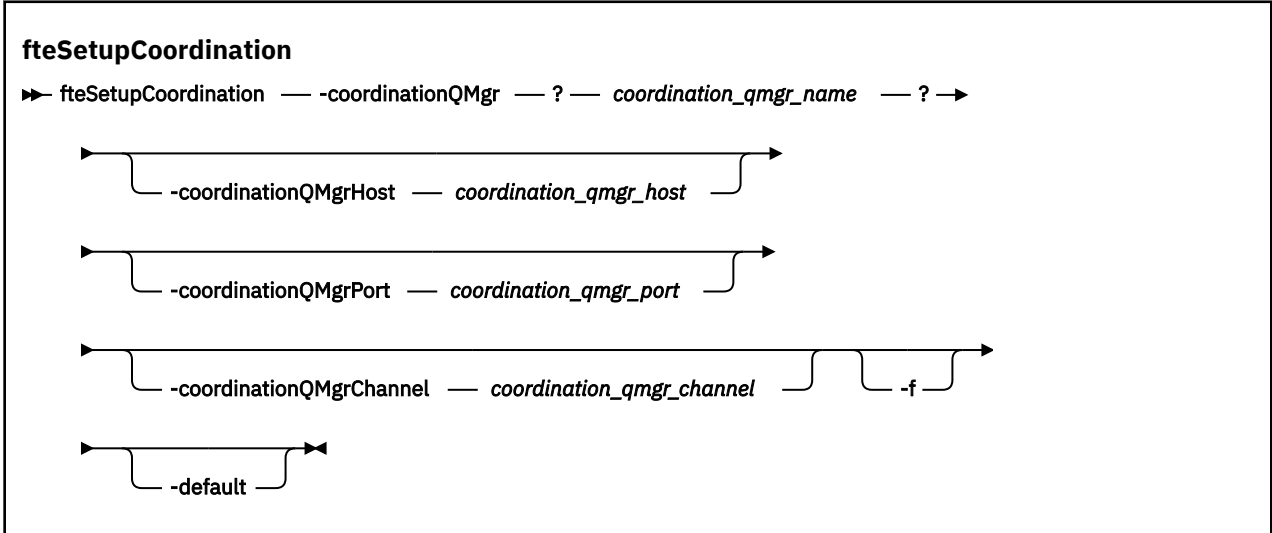 fteSetupCoordination
fteSetupCoordination -coordinationQMgr ? coordination_qmgr_name ?
-coordinationQMgrHost coordination_qmgr_host
-coordinationQMgrPort coordination_qmgr_port
-coordinationQMgrChannel coordination_qmgr_channel -f
-default